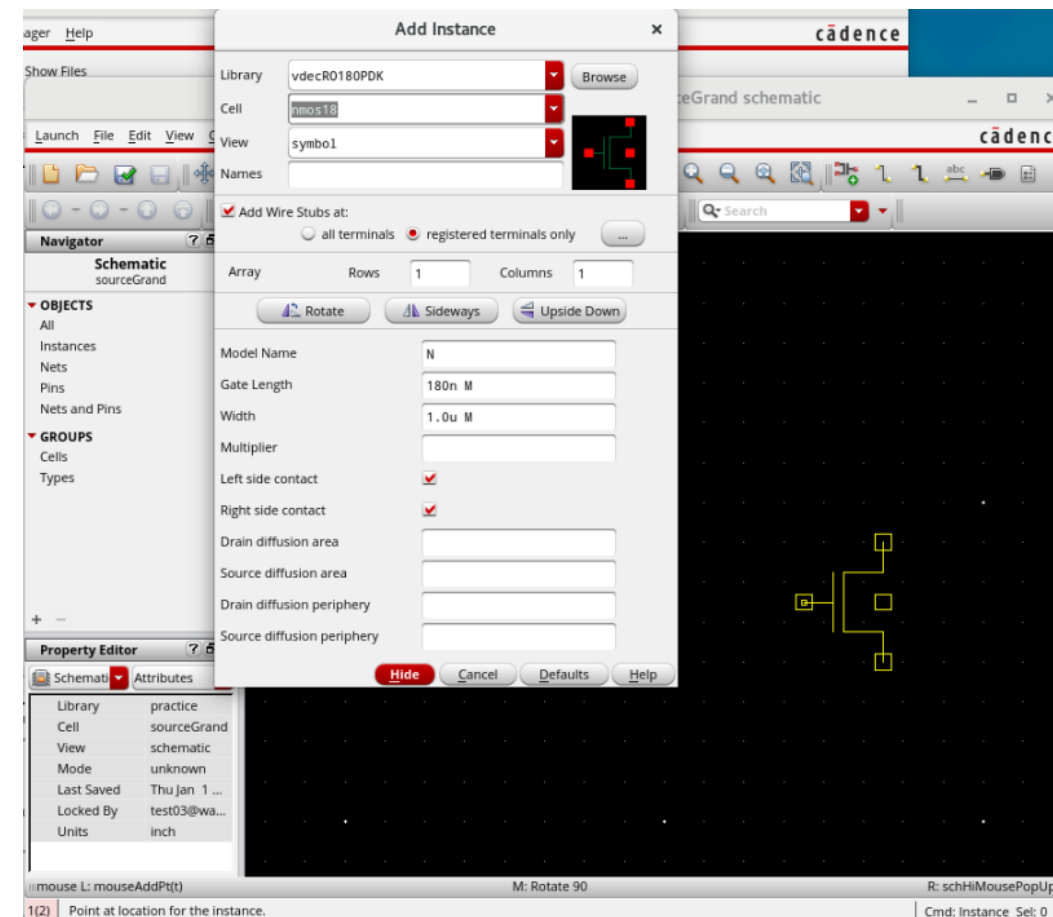 ager Help
Add Instance
cādence
Show Files
Library vdecRO180PDK Browse
Cell nmos18
ceGrand schematic
Launch File Edit View
View symbol
cādenc
Names
abc
Add Wire Stubs at:
all terminals registered terminals only ...
Search
Navigator
Schematic
sourceGrand
Array Rows 1 Columns 1
OBJECTS
All
Instances
Nets
Pins
Nets and Pins
GROUPS
Cells
Types
Rotate Sideways Upside Down
Model Name N
Gate Length 180n M
Width 1.0u M
Multiplier
Left side contact
Right side contact
Drain diffusion area
Source diffusion area
Drain diffusion periphery
Source diffusion periphery
Hide Cancel Defaults Help
Property Editor
Schemati Attributes
Library practice
Cell sourceGrand
View schematic
Mode unknown
Last Saved Thu Jan 1 ...
Locked By test03@wa...
Units inch
mouse L: mouseAddPt(t) M: Rotate 90 R: schHiMousePopUp
1(2) Point at location for the instance. Cmd: Instance Sel: 0